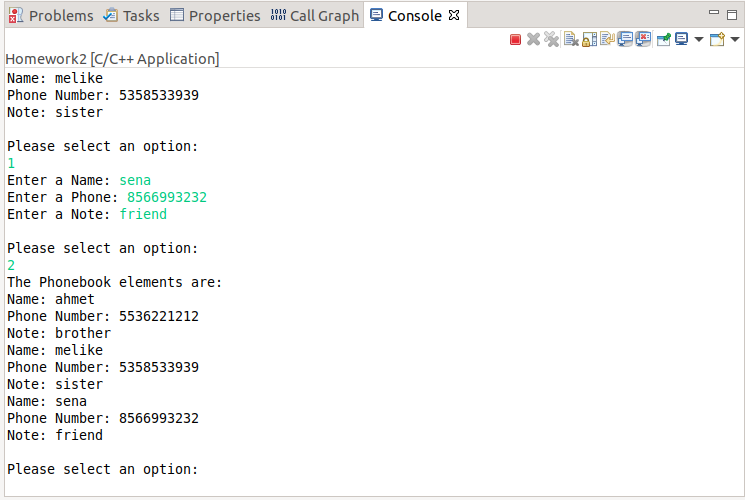 Problems Tasks Properties Call Graph Console
Homework2 [C/C++ Application]
Name: melike
Phone Number: 5358533939
Note: sister
Please select an option:
1
Enter a Name: sena
Enter a Phone: 8566993232
Enter a Note: friend
Please select an option:
2
The Phonebook elements are:
Name: ahmet
Phone Number: 5536221212
Note: brother
Name: melike
Phone Number: 5358533939
Note: sister
Name: sena
Phone Number: 8566993232
Note: friend
Please select an option: